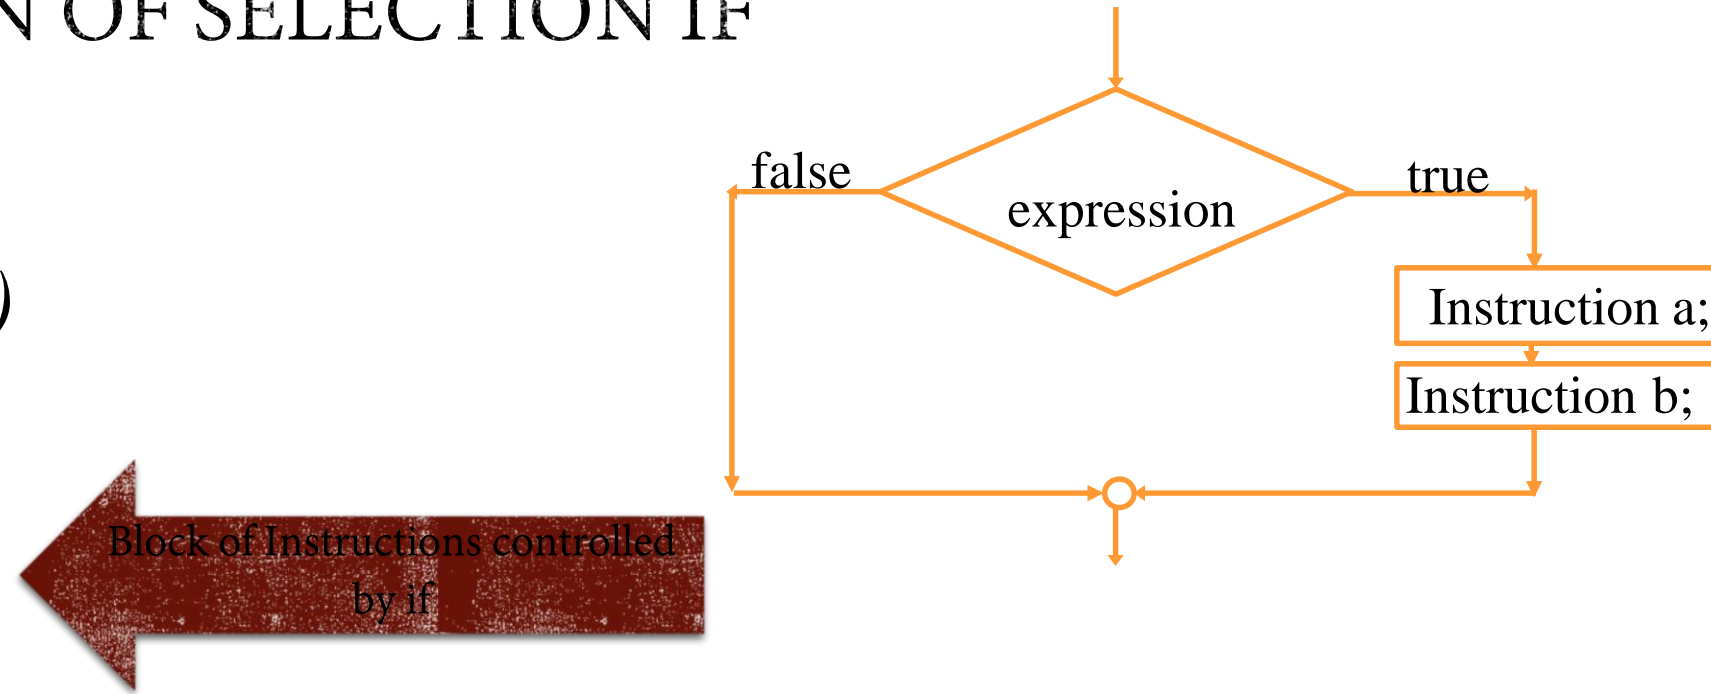 N OF SELECTION IF
false
true
expression
)
Instruction a;
Instruction b;
Block of Instructions controlled
by if